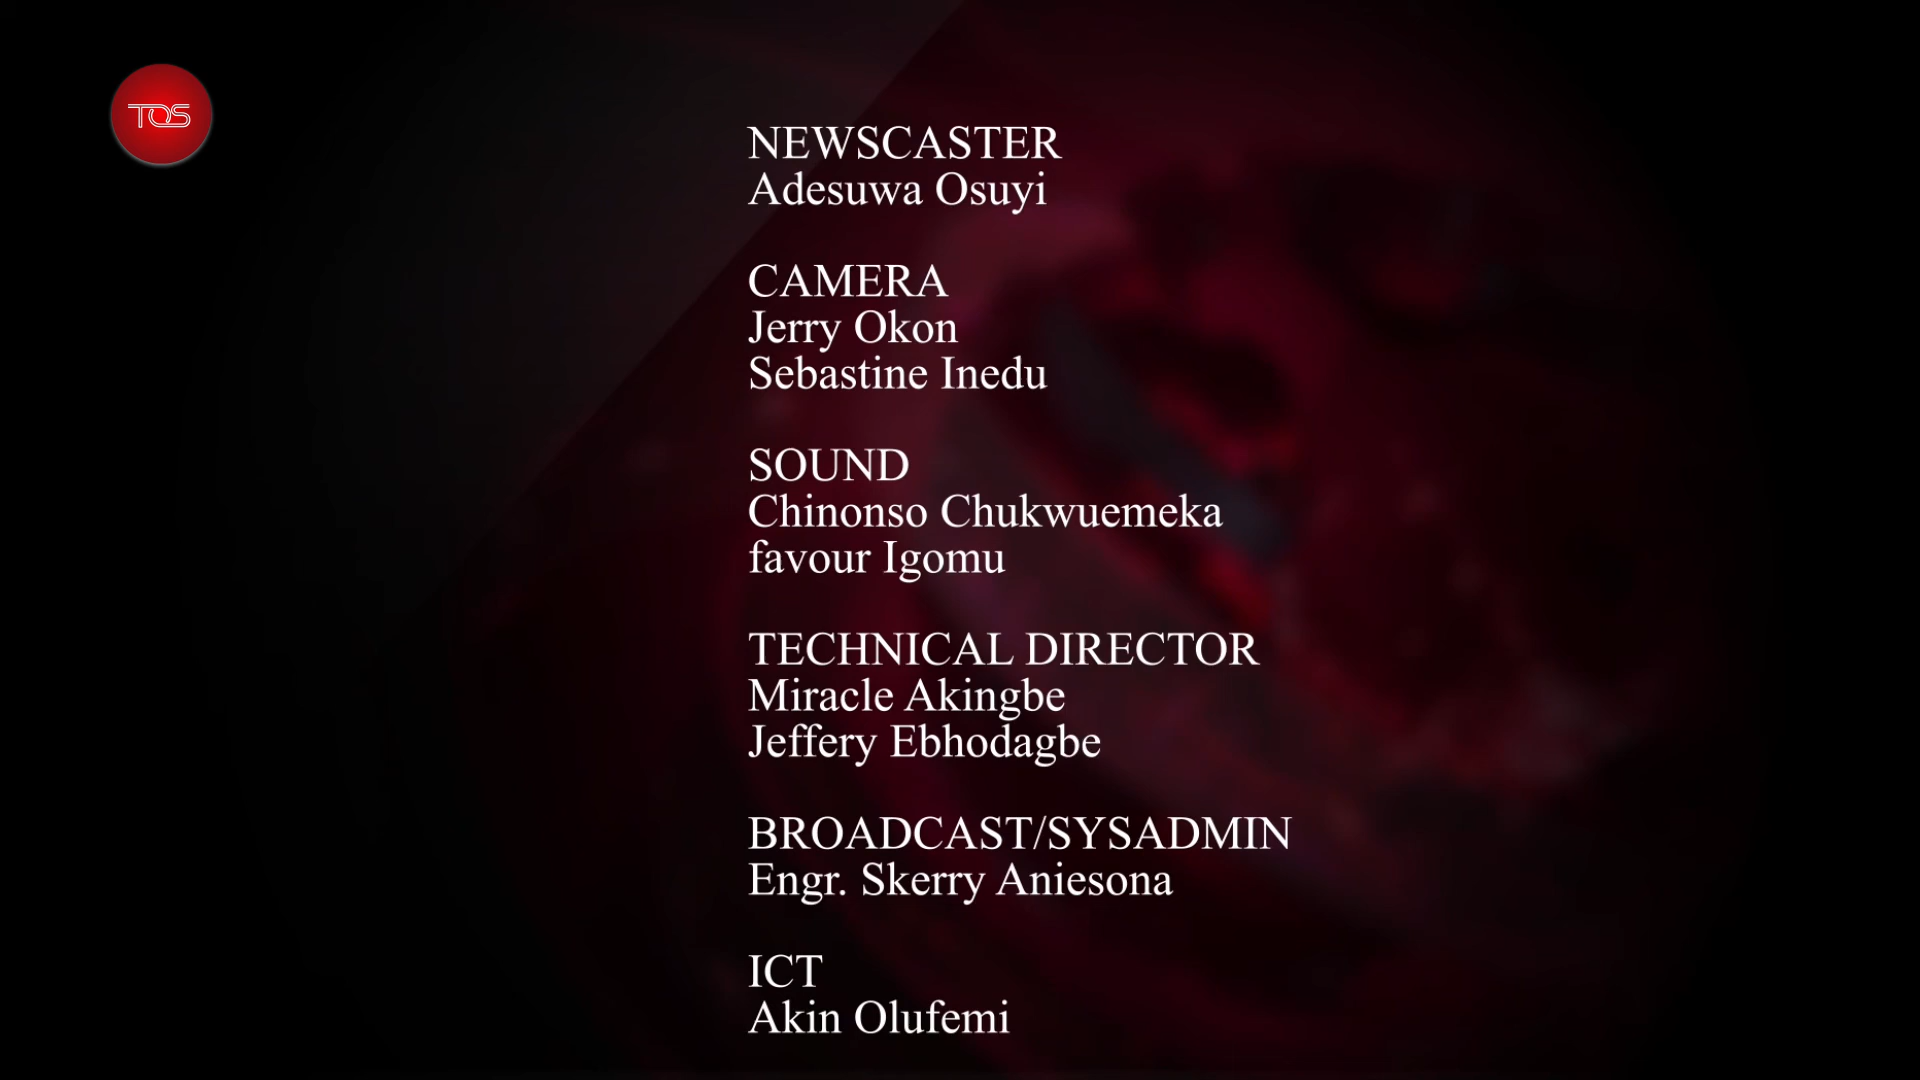 TOS
NEWSCASTER
Adesuwa Osuyi
CAMERA
Jerry Okon
Sebastine Inedu
SOUND
Chinonso Chukwuemeka
favour Igomu
TECHNICAL DIRECTOR
Miracle Akingbe
Jeffery Ebhodagbe
BROADCAST/SYSADMIN
Engr. Skerry Aniesona
ICT
Akin Olufemi